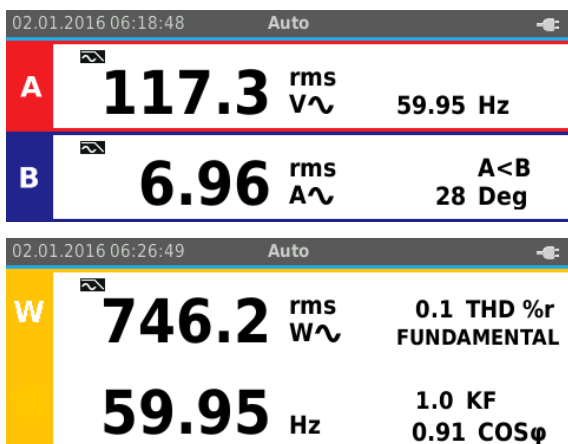 02.01.2016 06:18:48 Auto
A 117.3 rms V∿ 59.95 Hz
B 6.96 rms A∿ A<B 28 Deg
02.01.2016 06:26:49 Auto
W 746.2 rms W∿ 0.1 THD %r FUNDAMENTAL
59.95 Hz 1.0 KF 0.91 COSφ